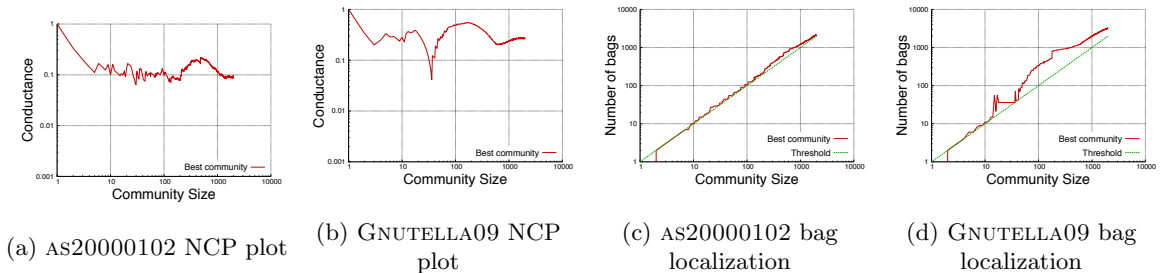 1
0.1
0.01
0.001
1 10 100 1000 10000
Conductance
Community Size
Best community
(a) AS20000102 NCP plot
1
0.1
0.01
0.001
1 10 100 1000 10000
Conductance
Community Size
Best community
(b) GNUTELLA09 NCP
plot
10000
1000
100
10
1
1 10 100 1000 10000
Number of bags
Community Size
Best community
Threshold
(c) AS20000102 bag
localization
10000
1000
100
10
1
1 10 100 1000 10000
Number of bags
Community Size
Best community
Threshold
(d) GNUTELLA09 bag
localization